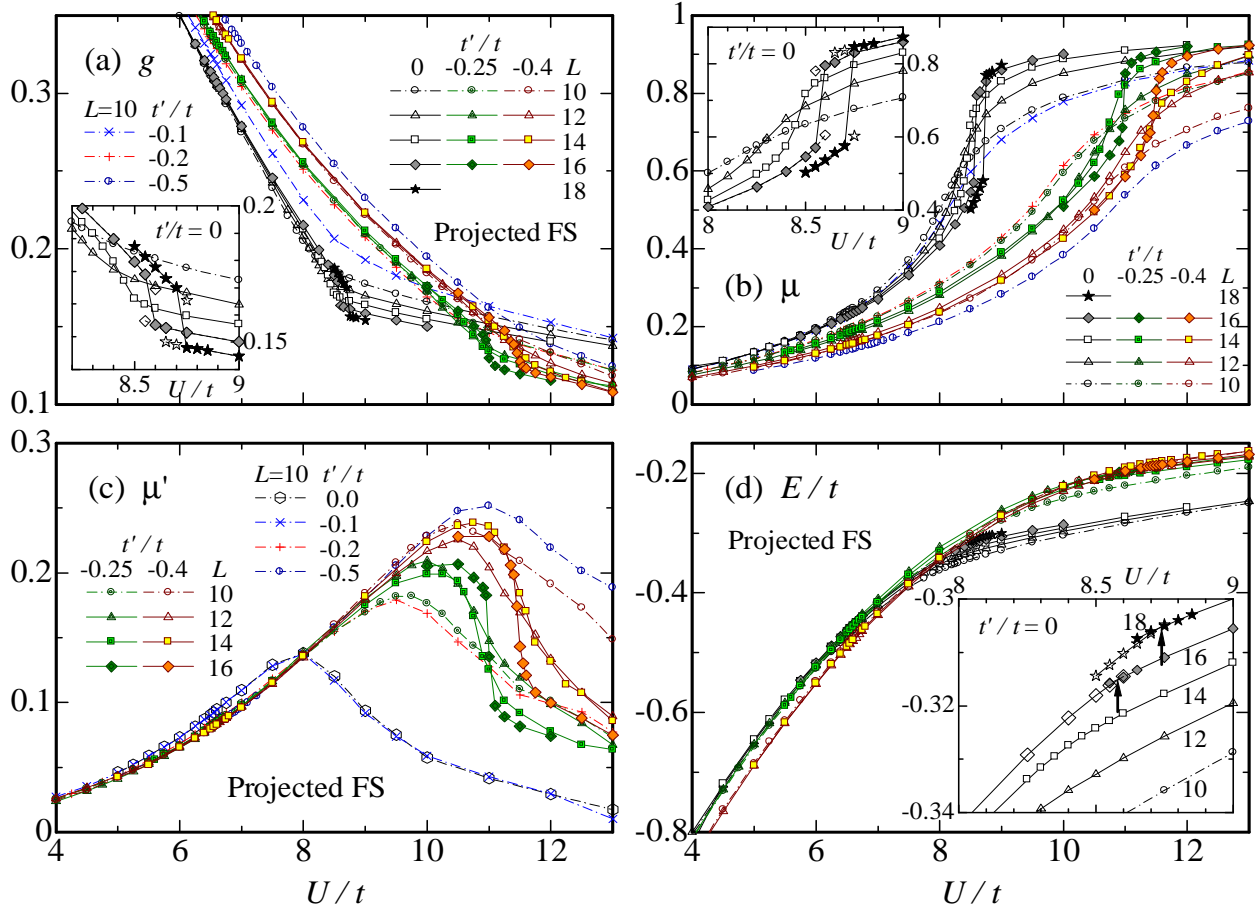 (a) g
t'/t
0 -0.25 -0.4 L
10
12
14
16
18
L=10 t'/t
-0.1
-0.2
-0.5
0.3
0.2
0.1
t'/t=0
0.2
0.15
8.5 U/t 9
Projected FS
(b) μ
1
0.8
0.6
0.4
0.2
0
t'/t=0
0.8
0.6
0.4
8 U/t 9
t'/t
0 -0.25 -0.4 L
18
16
14
12
10
(c) μ'
0.3
0.2
0.1
0
L=10 t'/t
0.0
-0.1
-0.2
-0.5
t'/t
-0.25 -0.4 L
10
12
14
16
Projected FS
4 6 8 10 12
U/t
(d) E/t
-0.2
-0.4
-0.6
-0.8
Projected FS
8 8.5 9
U/t
-0.3
-0.32
-0.34
t'/t=0
18
16
14
12
10
4 6 8 10 12
U/t